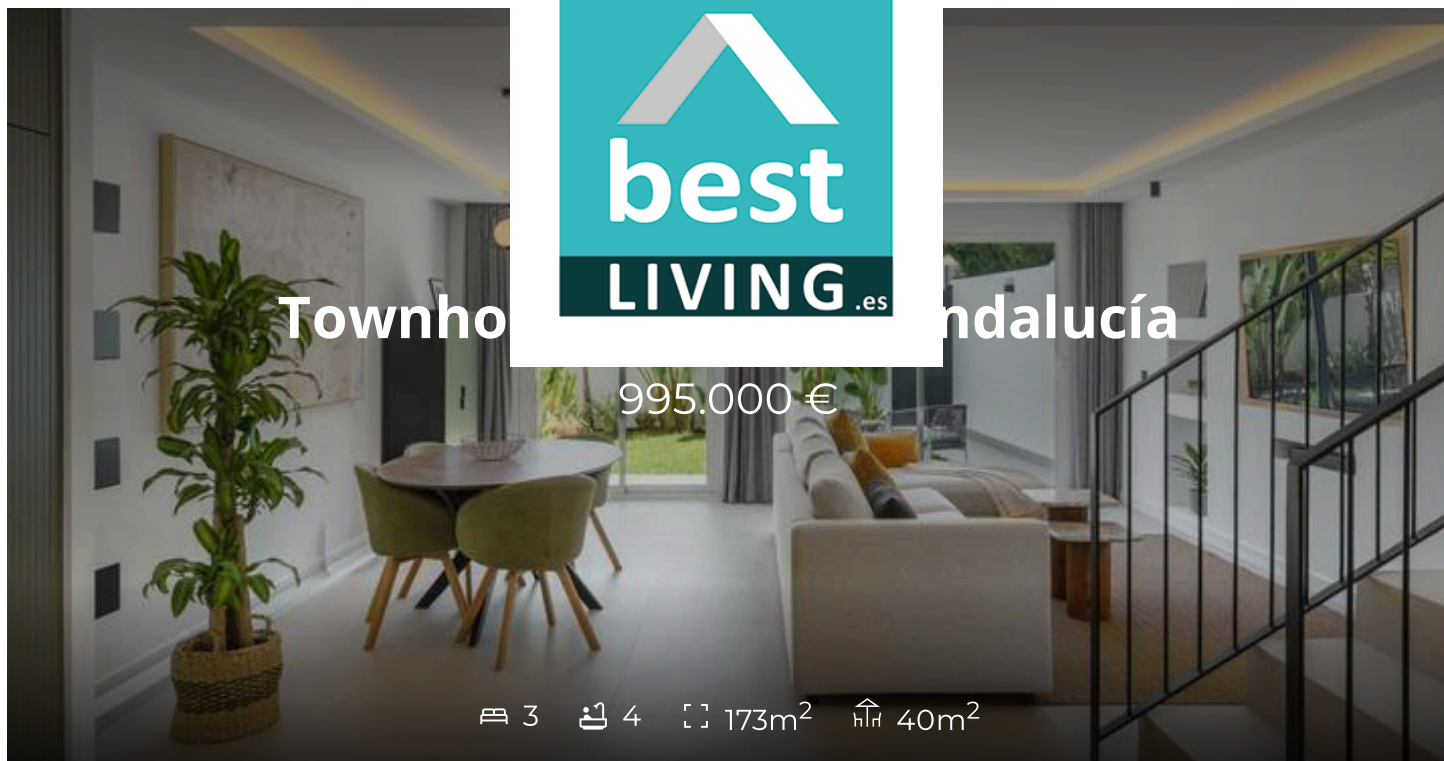 best
LIVING.es
Townho ndalucía
995.000 €
3 4 173m² 40m²